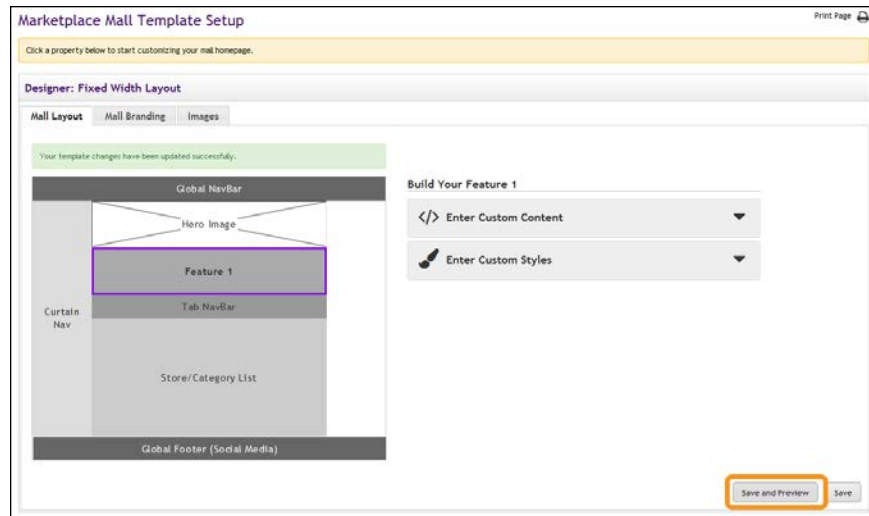 Marketplace Mall Template Setup
Print Page
Click a property below to start customizing your mall homepage.
Designer: Fixed Width Layout
Mall Layout
Mall Branding
Images
Your template changes have been updated successfully.
Global NavBar
Hero Image
Feature 1
Tab NavBar
Curtain
Nav
Store/Category List
Global Footer (Social Media)
Build Your Feature 1
</> Enter Custom Content
Enter Custom Styles
Save and Preview
Save